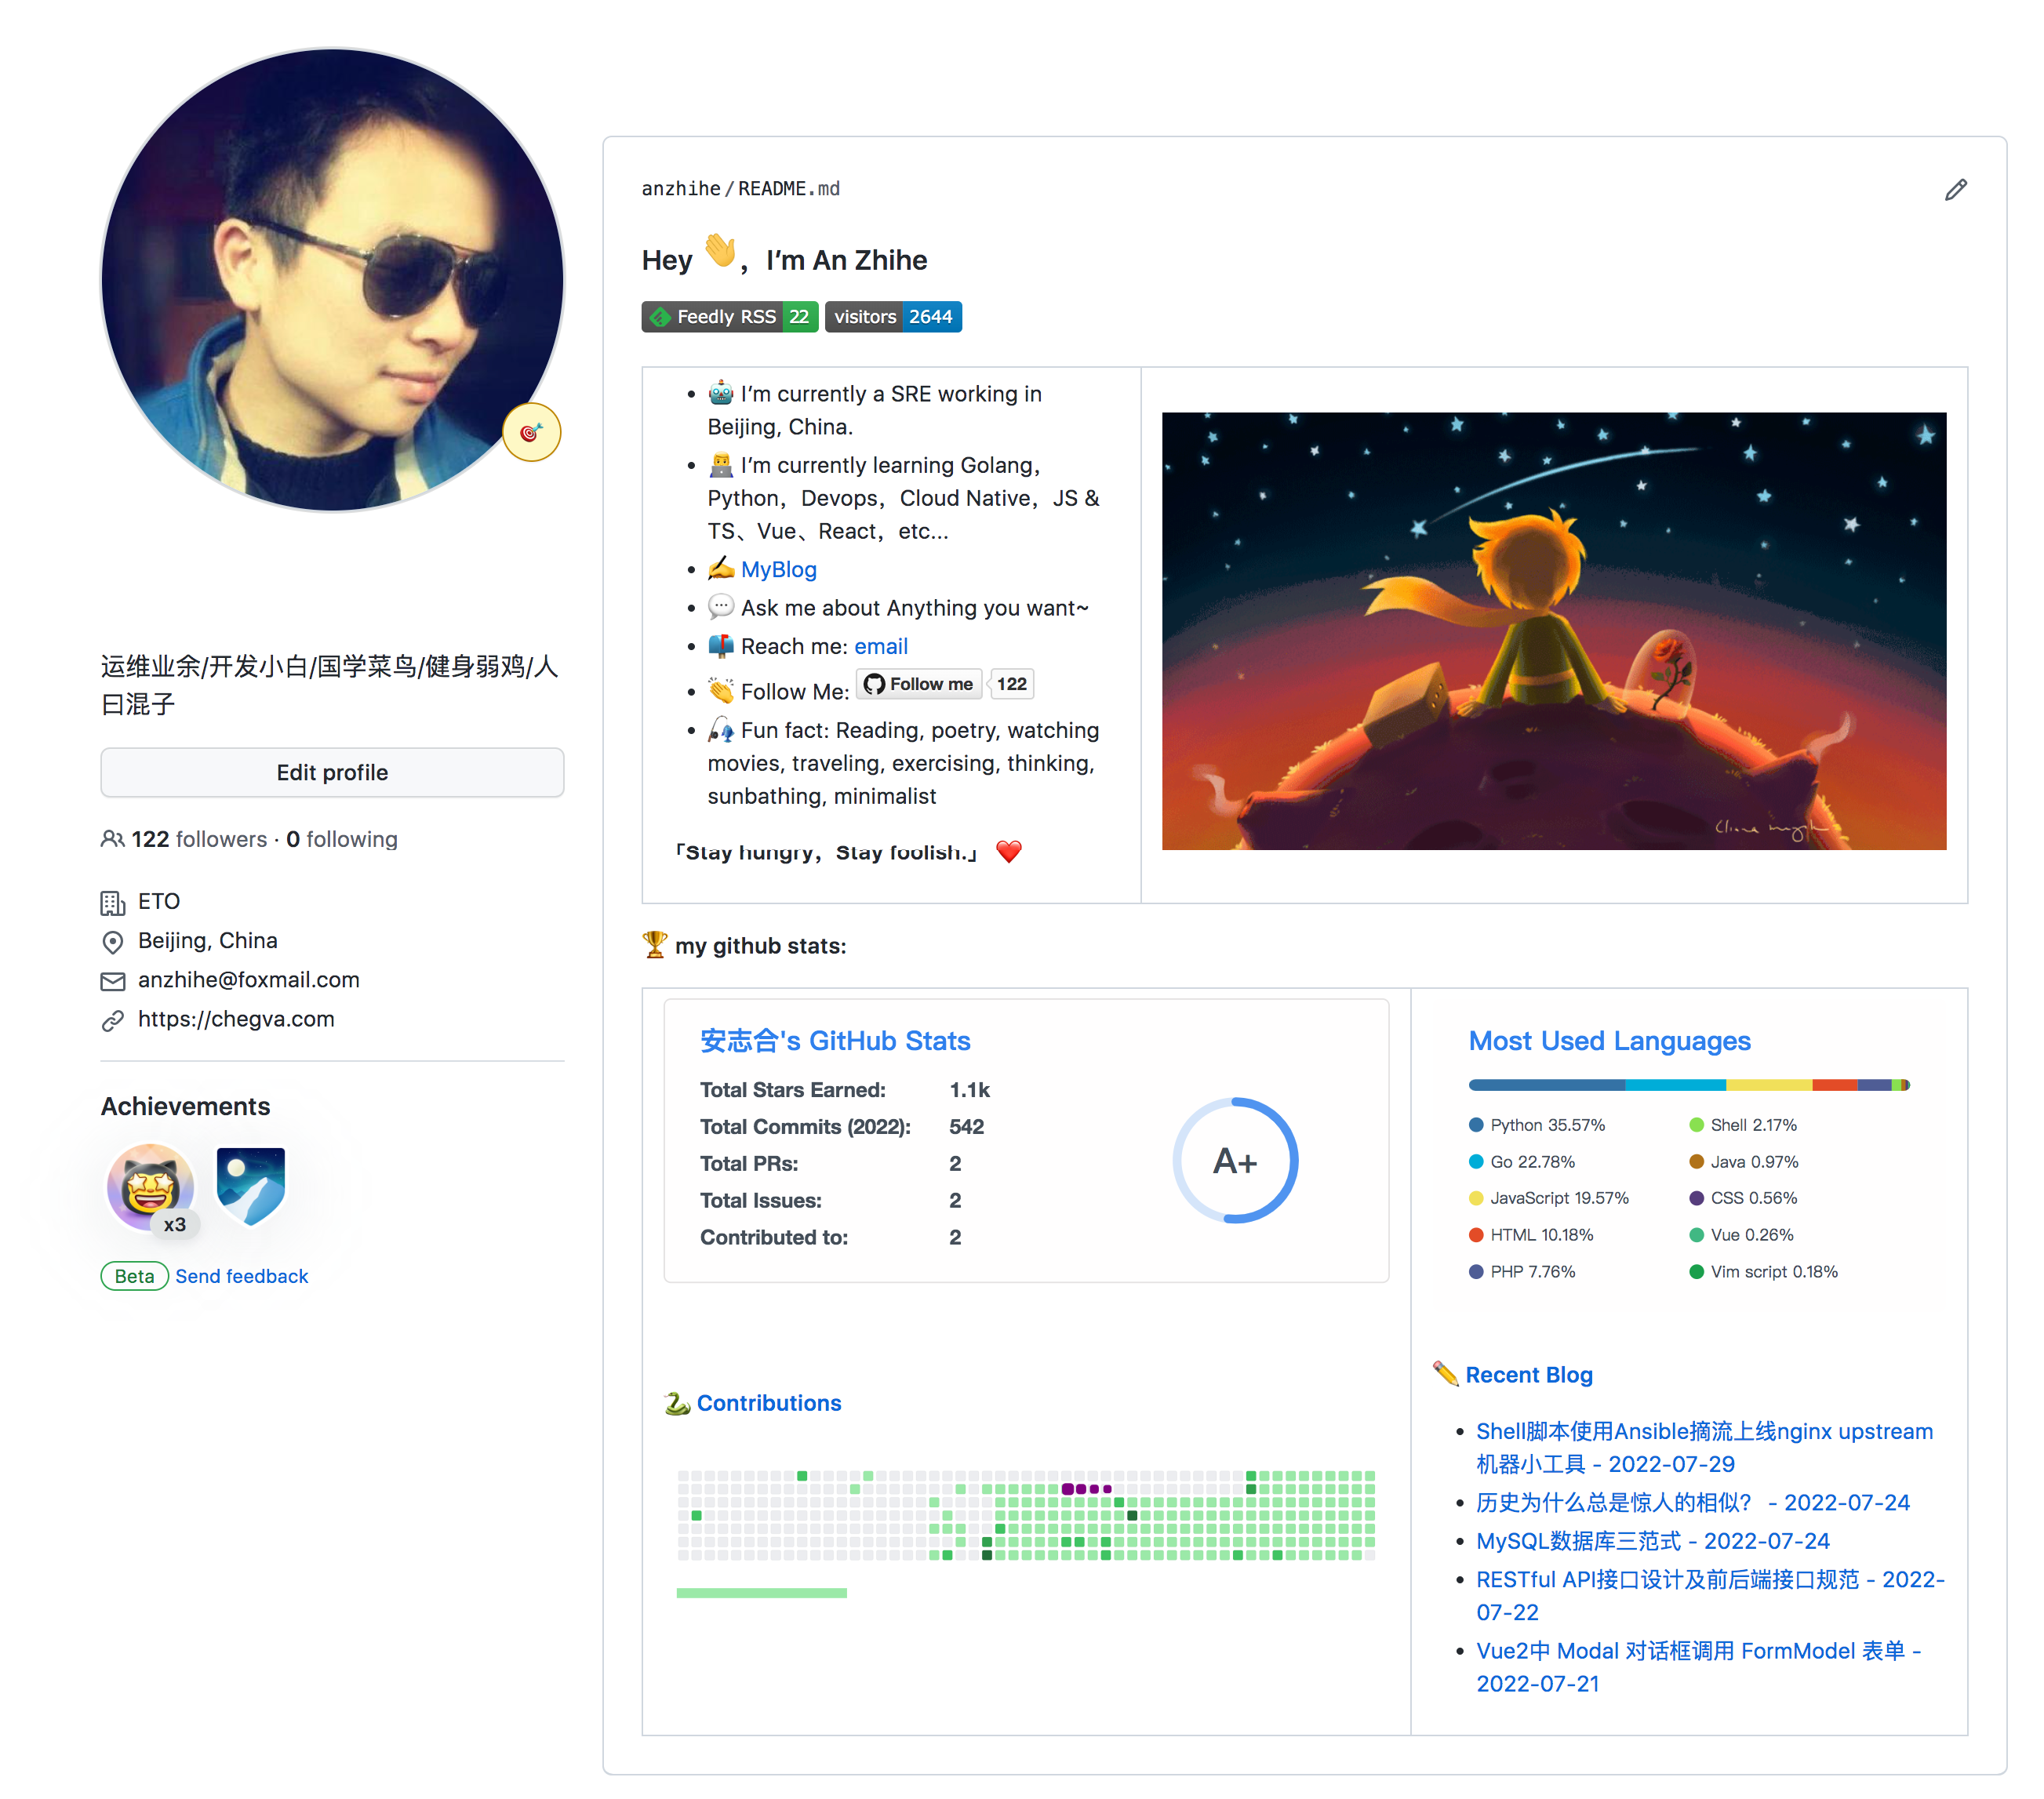 运维业余/开发小白/国学菜鸟/健身弱鸡/人
曰混子
Edit profile
122 followers · 0 following
ETO
Beijing, China
anzhihe@foxmail.com
https://chegva.com
Achievements
x3
Beta Send feedback
anzhihe/README.md
Hey 👋，I'm An Zhihe
Feedly RSS 22 visitors 2644
• 🤖 I'm currently a SRE working in
Beijing, China.
• 👨‍💻 I'm currently learning Golang，
Python，Devops，Cloud Native，JS &
TS、Vue、React，etc...
• ✍️ MyBlog
• 💬 Ask me about Anything you want~
• 📫 Reach me: email
• 👏 Follow Me: Follow me 122
• 🎣 Fun fact: Reading, poetry, watching
movies, traveling, exercising, thinking,
sunbathing, minimalist
「Stay hungry，Stay foolish.」 ❤️
🏆 my github stats:
安志合's GitHub Stats
Total Stars Earned: 1.1k
Total Commits (2022): 542
Total PRs: 2
Total Issues: 2
Contributed to: 2
A+
Most Used Languages
Python 35.57%
Go 22.78%
JavaScript 19.57%
HTML 10.18%
PHP 7.76%
Shell 2.17%
Java 0.97%
CSS 0.56%
Vue 0.26%
Vim script 0.18%
🐍 Contributions
✏️ Recent Blog
• Shell脚本使用Ansible摘流上线nginx upstream
机器小工具 - 2022-07-29
• 历史为什么总是惊人的相似？ - 2022-07-24
• MySQL数据库三范式 - 2022-07-24
• RESTful API接口设计及前后端接口规范 - 2022-
07-22
• Vue2中 Modal 对话框调用 FormModel 表单 -
2022-07-21